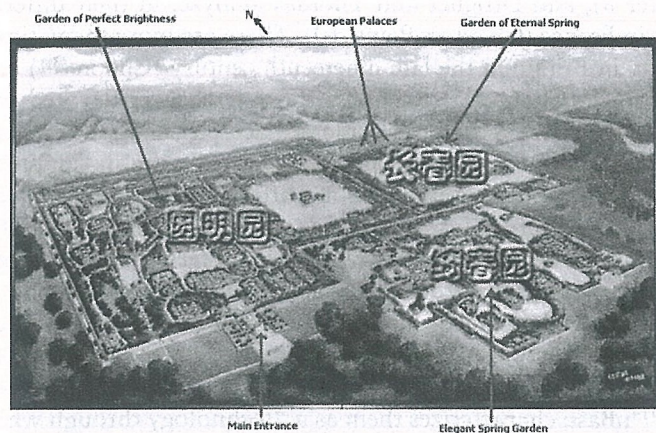 Garden of Perfect Brightness
N
European Palaces
Garden of Eternal Spring
长春园
圆明园
绮春园
Main Entrance
Elegant Spring Garden